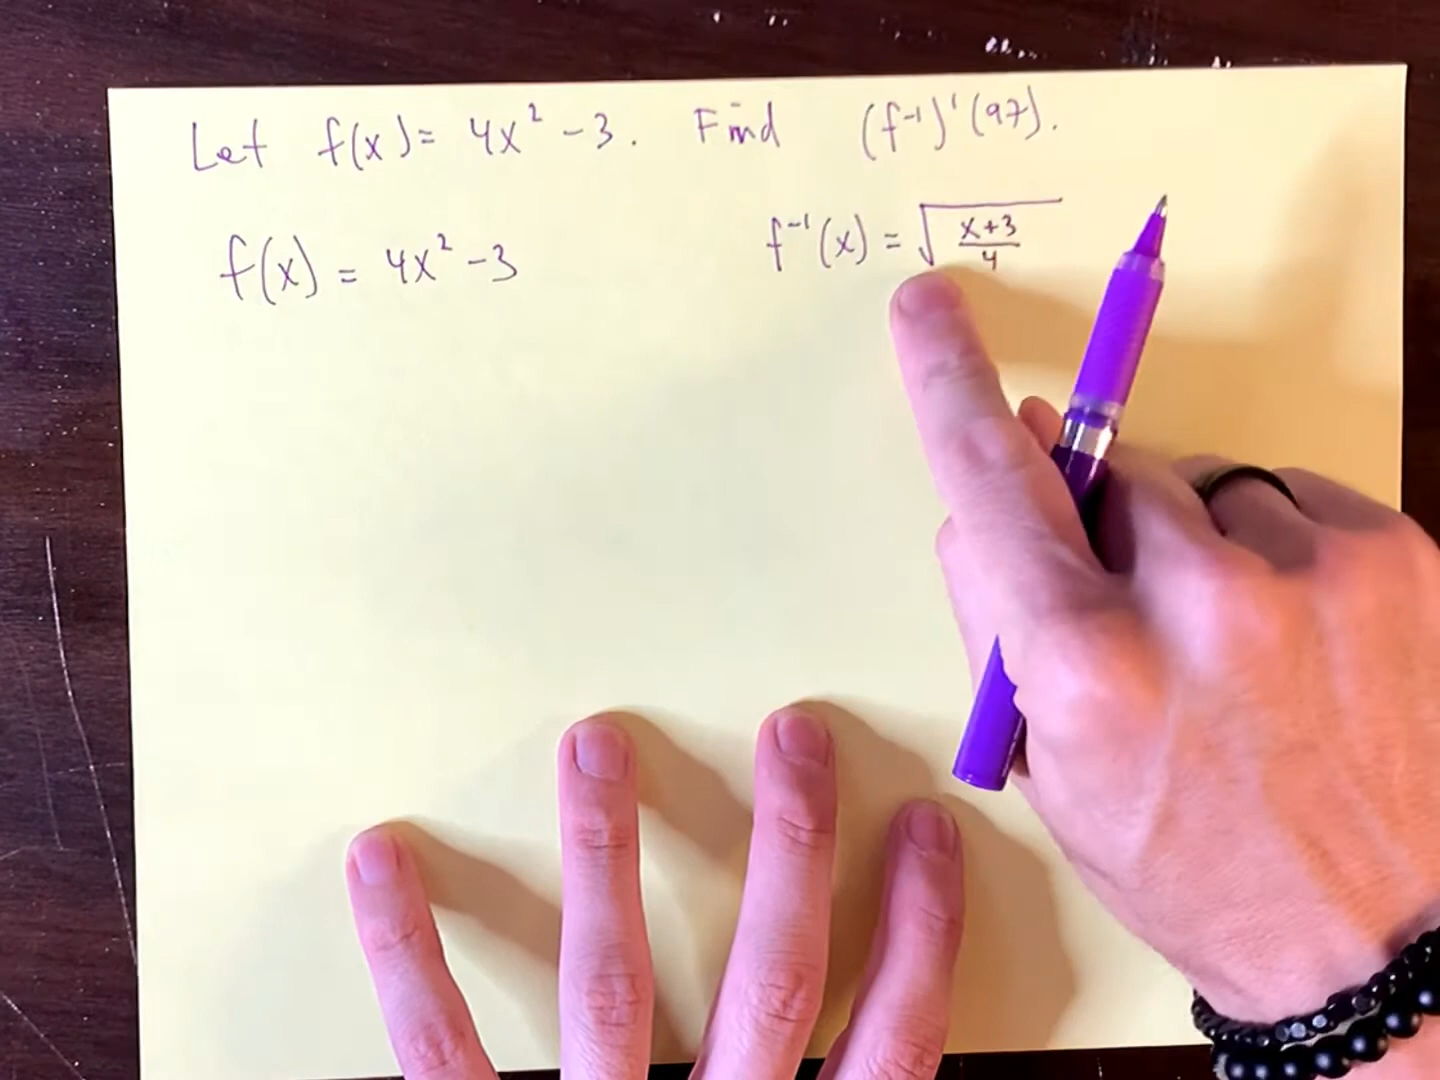 Let f(x) = 4x² - 3. Find (f⁻¹)'(97).
f(x) = 4x² - 3
f⁻¹(x) = √((x+3)/4)